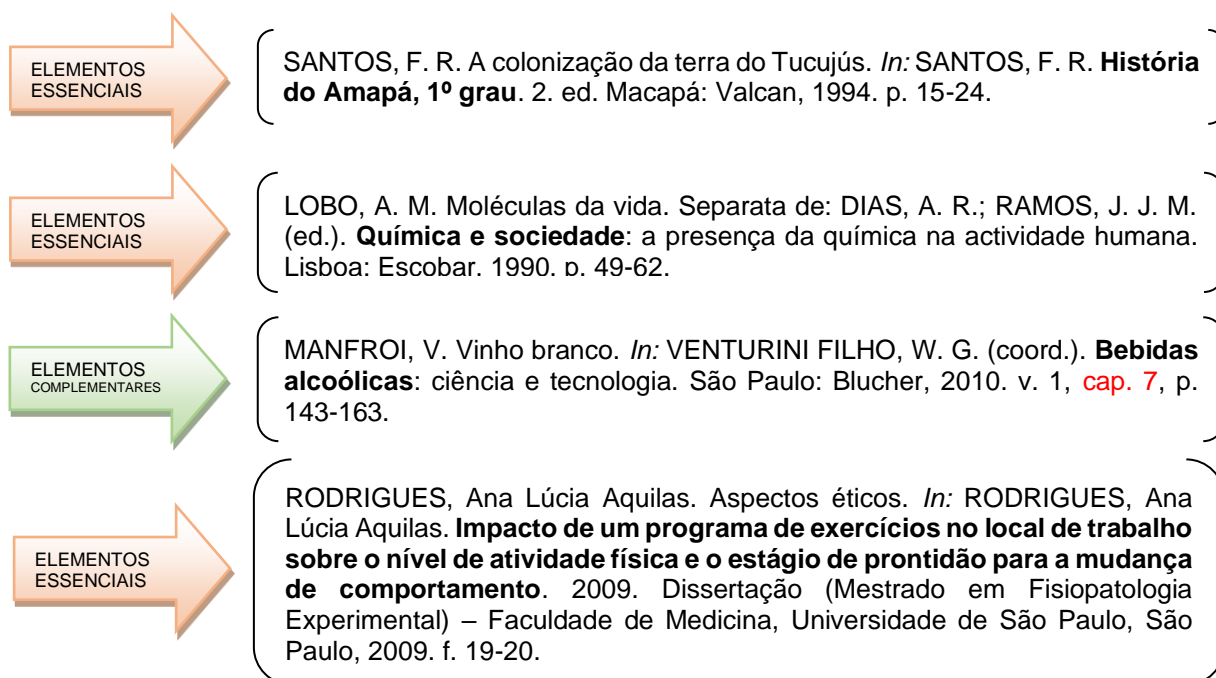 ELEMENTOS
ESSENCIAIS
SANTOS, F. R. A colonização da terra do Tucujús. In: SANTOS, F. R. História
do Amapá, 1º grau. 2. ed. Macapá: Valcan, 1994. p. 15-24.
ELEMENTOS
ESSENCIAIS
LOBO, A. M. Moléculas da vida. Separata de: DIAS, A. R.; RAMOS, J. J. M.
(ed.). Química e sociedade: a presença da química na actividade humana.
Lisboa: Escobar, 1990. p. 49-62.
ELEMENTOS
COMPLEMENTARES
MANFROI, V. Vinho branco. In: VENTURINI FILHO, W. G. (coord.). Bebidas
alcoólicas: ciência e tecnologia. São Paulo: Blucher, 2010. v. 1, cap. 7, p.
143-163.
ELEMENTOS
ESSENCIAIS
RODRIGUES, Ana Lúcia Aquilas. Aspectos éticos. In: RODRIGUES, Ana
Lúcia Aquilas. Impacto de um programa de exercícios no local de trabalho
sobre o nível de atividade física e o estágio de prontidão para a mudança
de comportamento. 2009. Dissertação (Mestrado em Fisiopatologia
Experimental) – Faculdade de Medicina, Universidade de São Paulo, São
Paulo, 2009. f. 19-20.